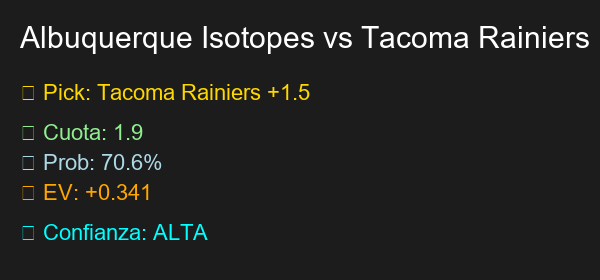 Albuquerque Isotopes vs Tacoma Rainiers
Pick: Tacoma Rainiers +1.5
Cuota: 1.9
Prob: 70.6%
EV: +0.341
Confianza: ALTA